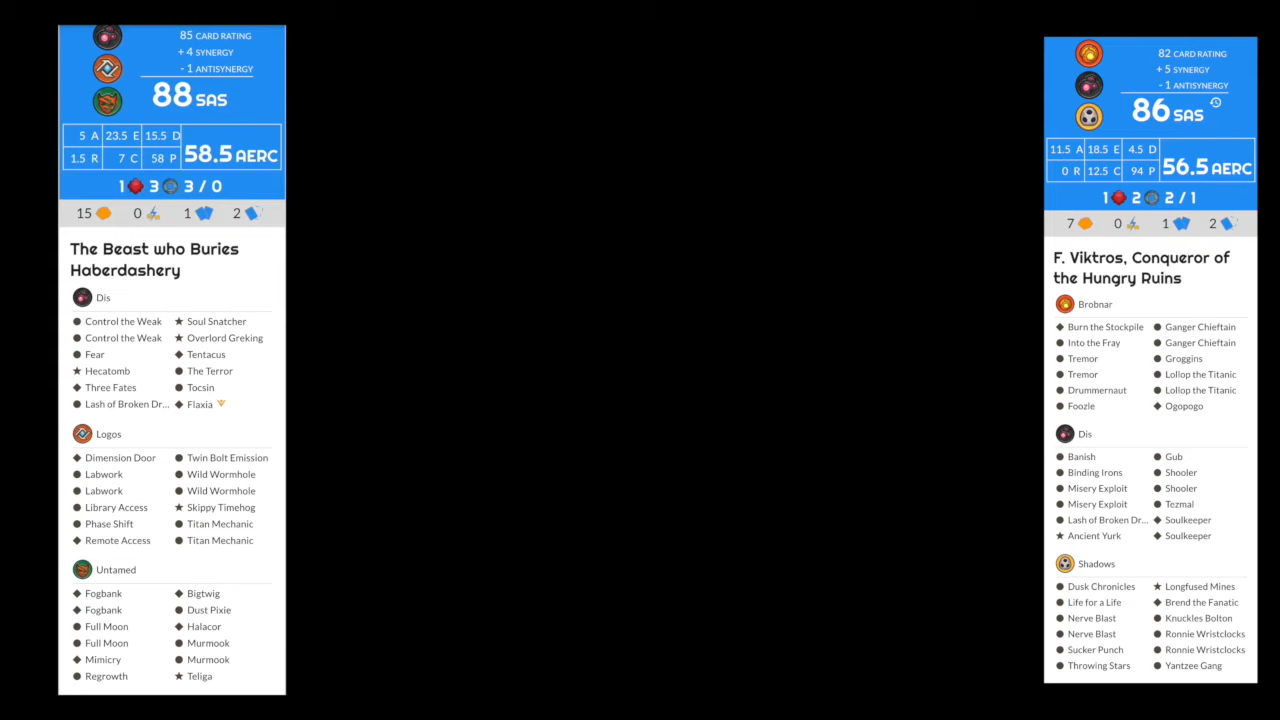 85 CARD RATING
+ 4 SYNERGY
- 1 ANTISYNERGY
88 SAS
5 A 23.5 E 15.5 D
1.5 R 7 C 58 P
58.5 AERC
1 3 3 / 0
15 0 1 2
The Beast who Buries
Haberdashery
Dis
Control the Weak
Control the Weak
Fear
Hecatomb
Three Fates
Lash of Broken Dr...
Soul Snatcher
Overlord Greking
Tentacus
The Terror
Tocsin
Flaxia
Logos
Dimension Door
Labwork
Labwork
Library Access
Phase Shift
Remote Access
Twin Bolt Emission
Wild Wormhole
Wild Wormhole
Skippy Timehog
Titan Mechanic
Titan Mechanic
Untamed
Fogbank
Fogbank
Full Moon
Full Moon
Mimicry
Regrowth
Bigtwig
Dust Pixie
Halacor
Murmook
Murmook
Teliga
82 CARD RATING
+ 5 SYNERGY
- 1 ANTISYNERGY
86 SAS
11.5 A 18.5 E 4.5 D
0 R 12.5 C 94 P
56.5 AERC
1 2 2 / 1
7 0 1 2
F. Viktros, Conqueror of
the Hungry Ruins
Brobnar
Burn the Stockpile
Into the Fray
Tremor
Tremor
Drummernaut
Foozle
Ganger Chieftain
Ganger Chieftain
Groggins
Lollop the Titanic
Lollop the Titanic
Ogopogo
Dis
Banish
Binding Irons
Misery Exploit
Misery Exploit
Lash of Broken Dr...
Ancient Yurk
Gub
Shooler
Shooler
Tezmal
Soulkeeper
Soulkeeper
Shadows
Dusk Chronicles
Life for a Life
Nerve Blast
Nerve Blast
Sucker Punch
Throwing Stars
Longfused Mines
Brend the Fanatic
Knuckles Bolton
Ronnie Wristclocks
Ronnie Wristclocks
Yantzee Gang